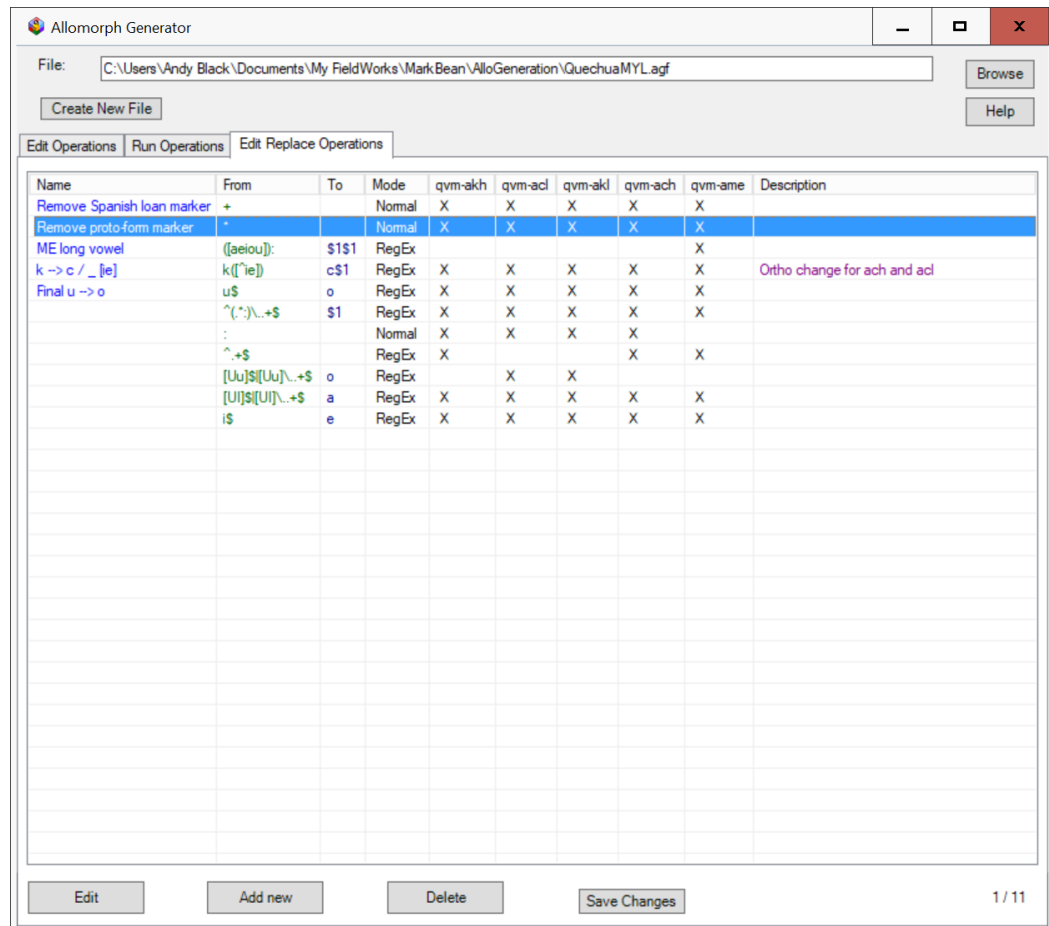 Allomorph Generator
File: C:\Users\Andy Black\Documents\My FieldWorks\MarkBean\AlloGeneration\QuechuaMYL.agf Browse
Create New File Help
Edit Operations Run Operations Edit Replace Operations
Name From To Mode qvm-akh qvm-acl qvm-akl qvm-ach qvm-ame Description
Remove Spanish loan marker + Normal X X X X X
Remove proto-form marker * Normal X X X X X
ME long vowel ([aeiou]): $1$1 RegEx X
k --> c / _ [ie] k([^ie]) c$1 RegEx X X X X X Ortho change for ach and acl
Final u --> o u$ o RegEx X X X X X
^(.*:)\..+$ $1 RegEx X X X X X
: Normal X X X X
^.+$ RegEx X X X
[Uu]$|[Uu]\..+$ o RegEx X X
[UI]$|[UI]\..+$ a RegEx X X X X X
i$ e RegEx X X X X X
Edit Add new Delete Save Changes 1 / 11